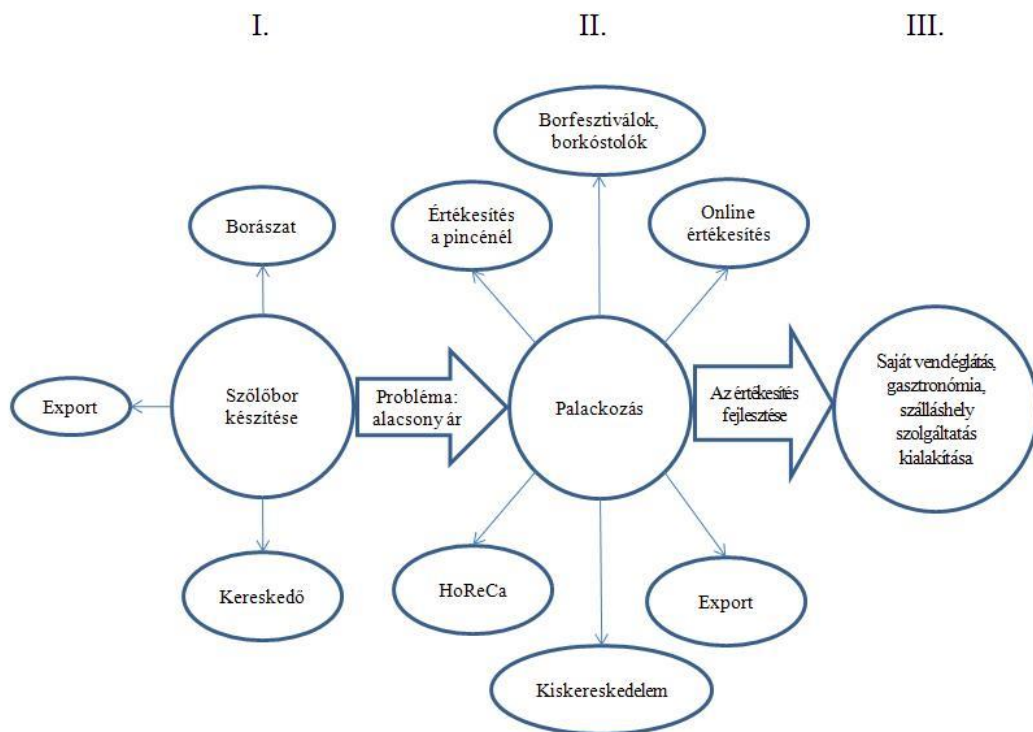 I.
II.
III.
Borfesztiválok,
borkóstolók
Borászat
Értékesítés
a pincénél
Online
értékesítés
Export
Szőlőbor
készítése
Probléma:
alacsony ár
Palackozás
Az értékesítés
fejlesztése
Saját vendéglátás,
gasztronómia,
szálláshely
szolgáltatás
kialakítása
Kereskedő
HoReCa
Export
Kiskereskedelem